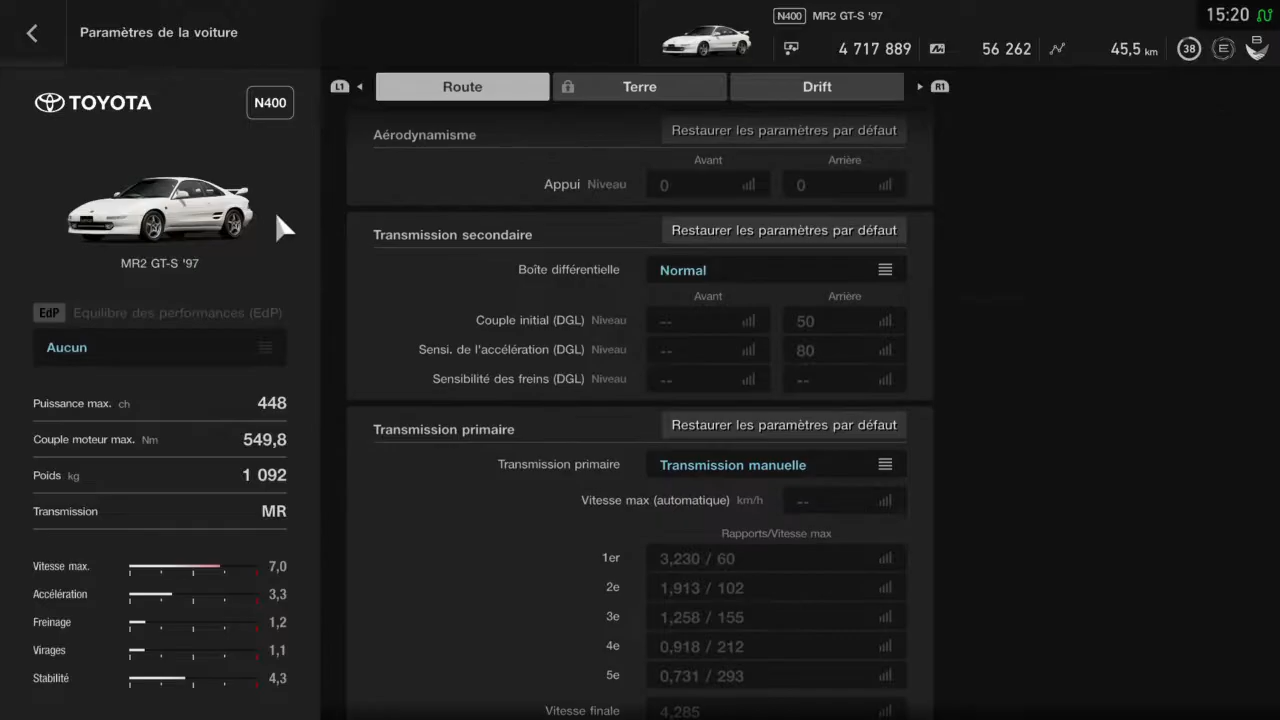 Paramètres de la voiture
N400 MR2 GT-S '97
15:20
4 717 889
56 262
45,5 km
38
E
B
TOYOTA
N400
MR2 GT-S '97
EdP Equilibre des performances (EdP)
Aucun
Puissance max. ch 448
Couple moteur max. Nm 549,8
Poids kg 1 092
Transmission MR
Vitesse max. 7,0
Accélération 3,3
Freinage 1,2
Virages 1,1
Stabilité 4,3
L1 Route Terre Drift R1
Aérodynamisme Restaurer les paramètres par défaut
Avant Arrière
Appui Niveau 0 0
Transmission secondaire Restaurer les paramètres par défaut
Boîte différentielle Normal
Avant Arrière
Couple initial (DGL) Niveau -- 50
Sensi. de l'accélération (DGL) Niveau -- 80
Sensibilité des freins (DGL) Niveau -- --
Transmission primaire Restaurer les paramètres par défaut
Transmission primaire Transmission manuelle
Vitesse max (automatique) km/h --
Rapports/Vitesse max
1er 3,230 / 60
2e 1,913 / 102
3e 1,258 / 155
4e 0,918 / 212
5e 0,731 / 293
Vitesse finale 4,285